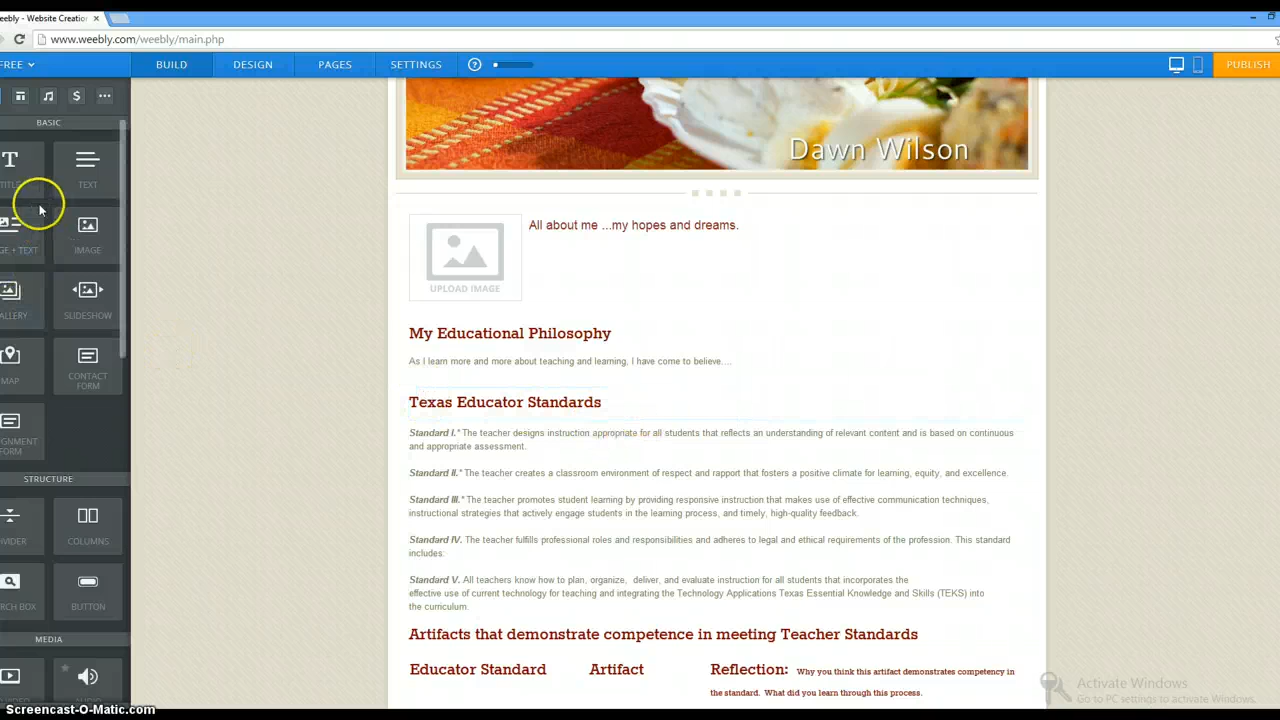 eebly - Website Creation
www.weebly.com/weebly/main.php
FREE
BUILD
DESIGN
PAGES
SETTINGS
?
PUBLISH
$
BASIC
TITLE
TEXT
GE + TEXT
IMAGE
ALLERY
SLIDESHOW
MAP
CONTACT
FORM
IGNMENT
FORM
STRUCTURE
IVIDER
COLUMNS
RCH BOX
BUTTON
MEDIA
Dawn Wilson
UPLOAD IMAGE
All about me ...my hopes and dreams.
My Educational Philosophy
As I learn more and more about teaching and learning, I have come to believe....
Texas Educator Standards
Standard I.* The teacher designs instruction appropriate for all students that reflects an understanding of relevant content and is based on continuous
and appropriate assessment.
Standard II.* The teacher creates a classroom environment of respect and rapport that fosters a positive climate for learning, equity, and excellence.
Standard III.* The teacher promotes student learning by providing responsive instruction that makes use of effective communication techniques,
instructional strategies that actively engage students in the learning process, and timely, high-quality feedback.
Standard IV. The teacher fulfills professional roles and responsibilities and adheres to legal and ethical requirements of the profession. This standard
includes:
Standard V. All teachers know how to plan, organize, deliver, and evaluate instruction for all students that incorporates the
effective use of current technology for teaching and integrating the Technology Applications Texas Essential Knowledge and Skills (TEKS) into
the curriculum.
Artifacts that demonstrate competence in meeting Teacher Standards
Educator Standard
Artifact
Reflection: Why you think this artifact demonstrates competency in
the standard. What did you learn through this process.
Activate Windows
Go to PC settings to activate Windows.
Screencast-O-Matic.com